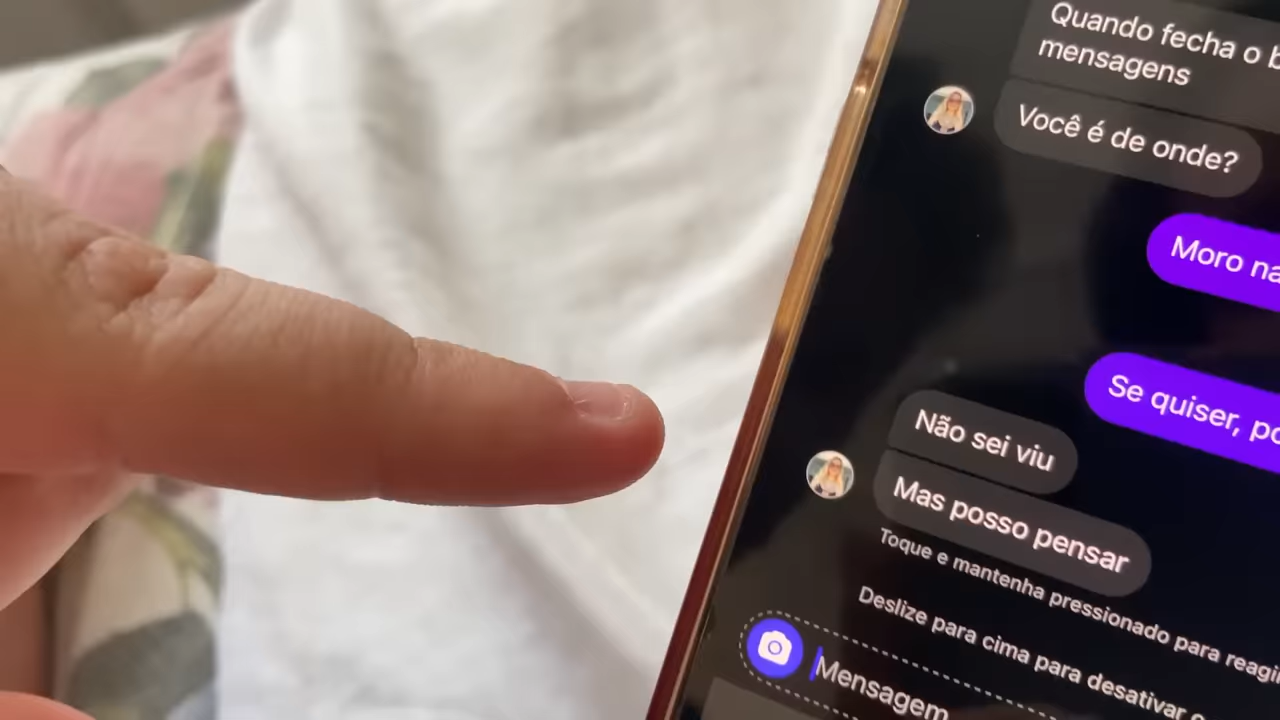 Quando fecha o
mensagens
Você é de onde?
Moro na
Se quiser,
Não sei viu
Mas posso pensar
Toque e mantenha pressionado para
Deslize para cima para desativar o
Mensagem